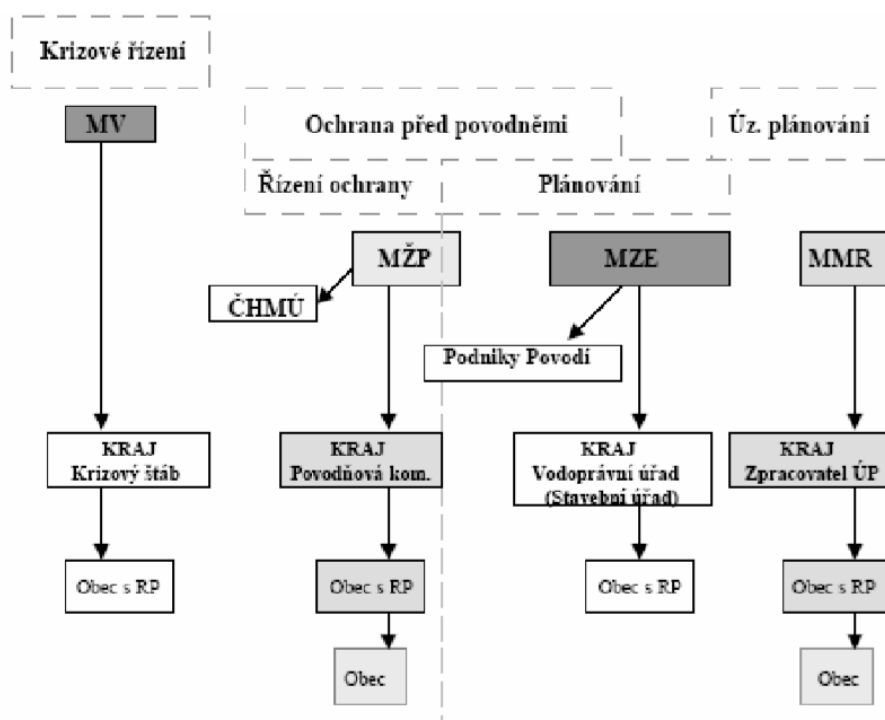 Krizové řízení
MV
Ochrana před povodněmi
Úz. plánování
Řízení ochrany
Plánování
MŽP
MZE
MMR
ČHMÚ
Podniky Povodí
KRAJ
Krizový štáb
KRAJ
Povodňová kom.
KRAJ
Vodoprávní úřad
(Stavební úřad)
KRAJ
Zpracovatel ÚP
Obec s RP
Obec s RP
Obec s RP
Obec s RP
Obec
Obec